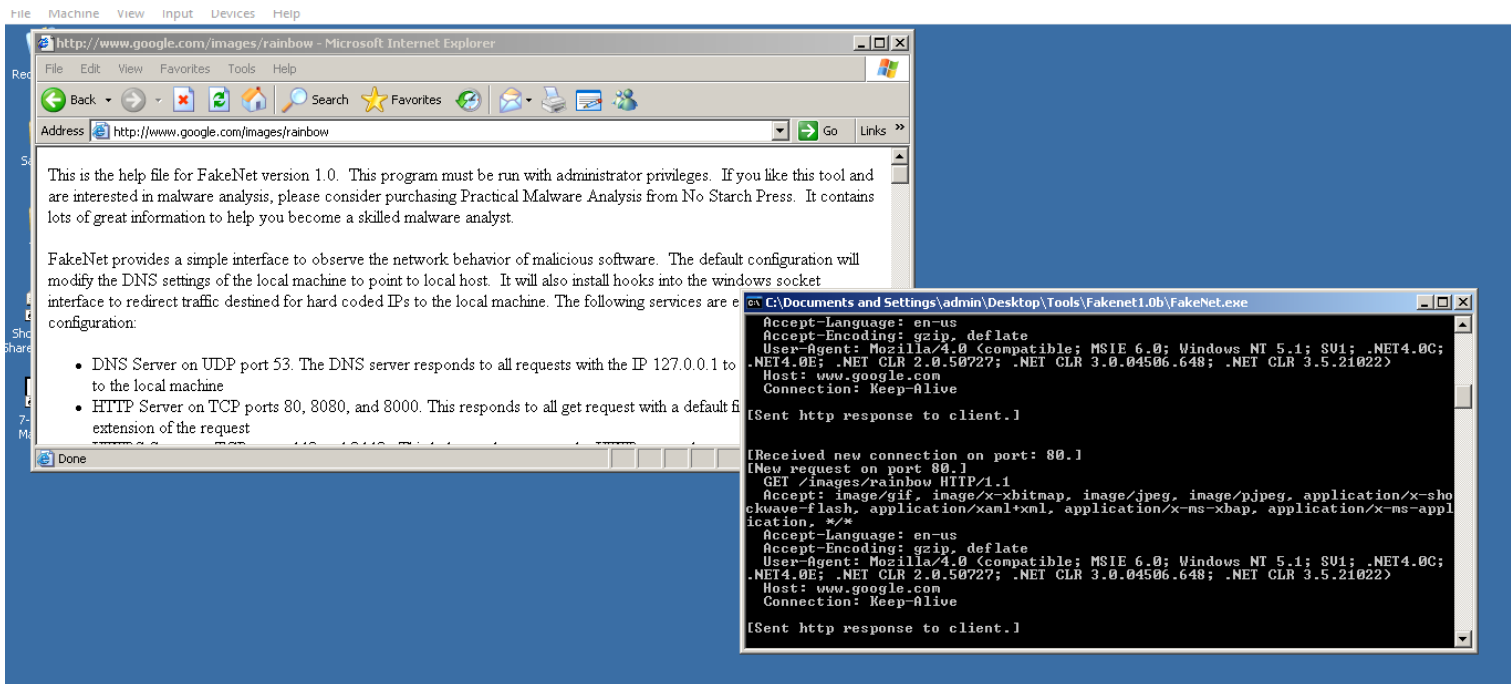 File Machine View Input Devices Help
http://www.google.com/images/rainbow - Microsoft Internet Explorer
File Edit View Favorites Tools Help
Back Search Favorites
Address http://www.google.com/images/rainbow Go Links »
This is the help file for FakeNet version 1.0. This program must be run with administrator privileges. If you like this tool and
are interested in malware analysis, please consider purchasing Practical Malware Analysis from No Starch Press. It contains
lots of great information to help you become a skilled malware analyst.
FakeNet provides a simple interface to observe the network behavior of malicious software. The default configuration will
modify the DNS settings of the local machine to point to local host. It will also install hooks into the windows socket
interface to redirect traffic destined for hard coded IPs to the local machine. The following services are e
configuration:
• DNS Server on UDP port 53. The DNS server responds to all requests with the IP 127.0.0.1 to
to the local machine
• HTTP Server on TCP ports 80, 8080, and 8000. This responds to all get request with a default fi
extension of the request
Done
C:\Documents and Settings\admin\Desktop\Tools\Fakenet1.0b\FakeNet.exe
Accept-Language: en-us
Accept-Encoding: gzip, deflate
User-Agent: Mozilla/4.0 (compatible; MSIE 6.0; Windows NT 5.1; SV1; .NET4.0C;
.NET4.0E; .NET CLR 2.0.50727; .NET CLR 3.0.04506.648; .NET CLR 3.5.21022)
Host: www.google.com
Connection: Keep-Alive
[Sent http response to client.]
[Received new connection on port: 80.]
[New request on port 80.]
GET /images/rainbow HTTP/1.1
Accept: image/gif, image/x-xbitmap, image/jpeg, image/pjpeg, application/x-sho
ckwave-flash, application/xaml+xml, application/x-ms-xbap, application/x-ms-appl
ication, */*
Accept-Language: en-us
Accept-Encoding: gzip, deflate
User-Agent: Mozilla/4.0 (compatible; MSIE 6.0; Windows NT 5.1; SV1; .NET4.0C;
.NET4.0E; .NET CLR 2.0.50727; .NET CLR 3.0.04506.648; .NET CLR 3.5.21022)
Host: www.google.com
Connection: Keep-Alive
[Sent http response to client.]